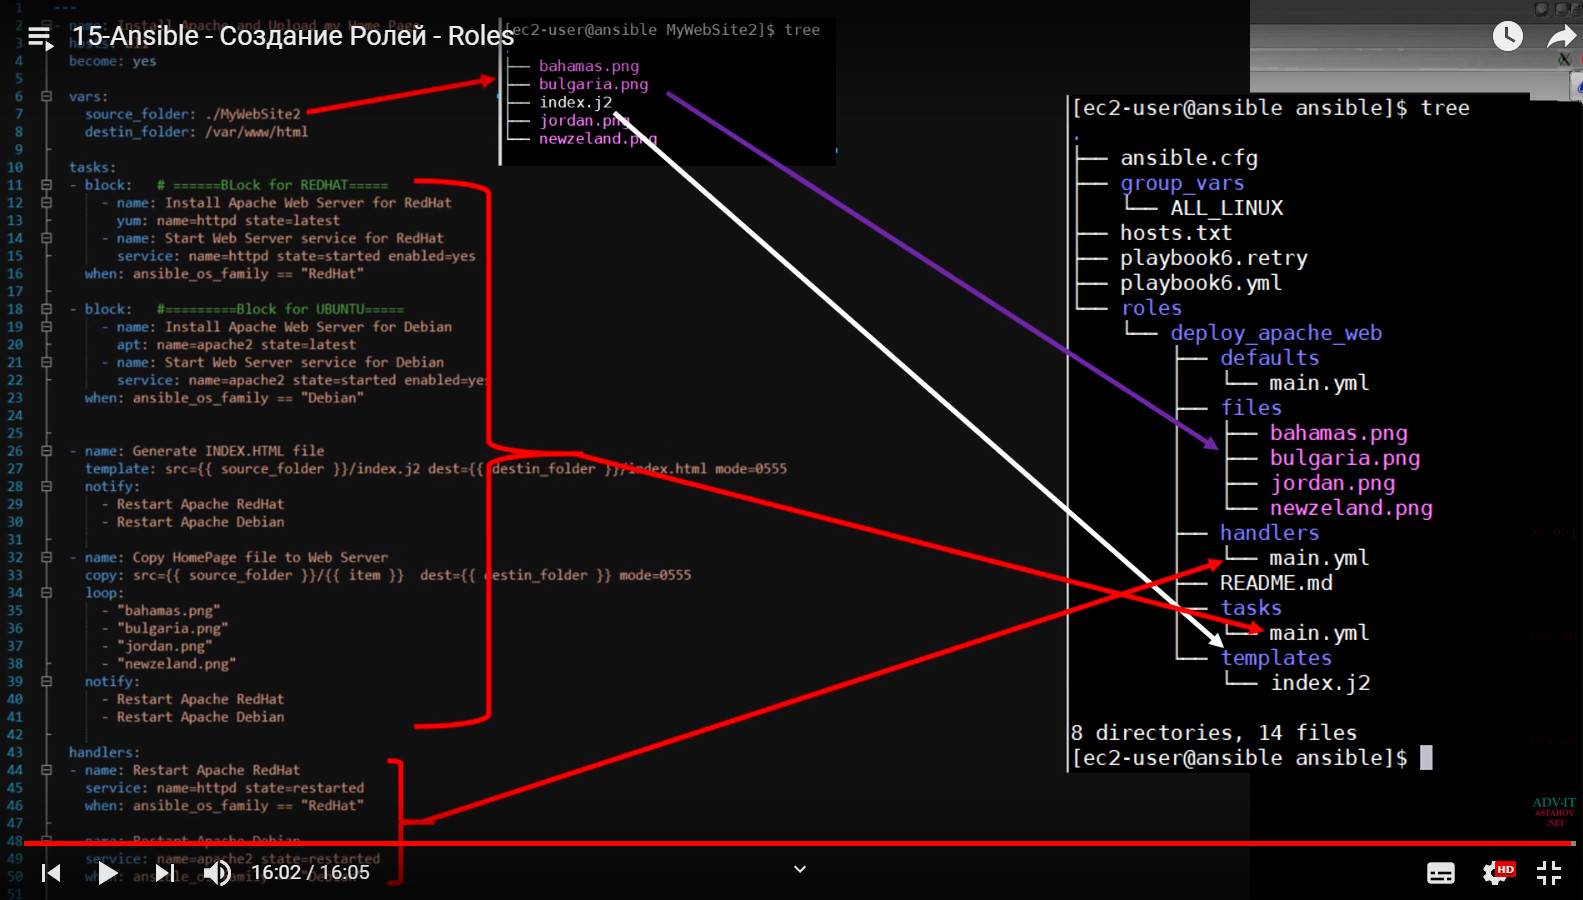 1 ---
2 - name: Install Apache and Upload my Home Page
15-Ansible - Создание Ролей - Roles
3 hosts: all
4 become: yes
5
6 vars:
7 source_folder: ./MyWebSite2
8 destin_folder: /var/www/html
9
10 tasks:
11 - block: # ======BLock for REDHAT=====
12 - name: Install Apache Web Server for RedHat
13 yum: name=httpd state=latest
14 - name: Start Web Server service for RedHat
15 service: name=httpd state=started enabled=yes
16 when: ansible_os_family == "RedHat"
17
18 - block: #=========Block for UBUNTU=====
19 - name: Install Apache Web Server for Debian
20 apt: name=apache2 state=latest
21 - name: Start Web Server service for Debian
22 service: name=apache2 state=started enabled=yes
23 when: ansible_os_family == "Debian"
24
25
26 - name: Generate INDEX.HTML file
27 template: src={{ source_folder }}/index.j2 dest={{ destin_folder }}/index.html mode=0555
28 notify:
29 - Restart Apache RedHat
30 - Restart Apache Debian
31
32 - name: Copy HomePage file to Web Server
33 copy: src={{ source_folder }}/{{ item }} dest={{ destin_folder }} mode=0555
34 loop:
35 - "bahamas.png"
36 - "bulgaria.png"
37 - "jordan.png"
38 - "newzeland.png"
39 notify:
40 - Restart Apache RedHat
41 - Restart Apache Debian
42
43 handlers:
44 - name: Restart Apache RedHat
45 service: name=httpd state=restarted
46 when: ansible_os_family == "RedHat"
47
48 - name: Restart Apache Debian
49 service: name=apache2 state=restarted
50 when: ansible_os_family == "Debian"
51
[ec2-user@ansible MyWebSite2]$ tree
.
├── bahamas.png
├── bulgaria.png
├── index.j2
├── jordan.png
└── newzeland.png
[ec2-user@ansible ansible]$ tree
.
├── ansible.cfg
├── group_vars
│   └── ALL_LINUX
├── hosts.txt
├── playbook6.retry
├── playbook6.yml
└── roles
    └── deploy_apache_web
        ├── defaults
        │   └── main.yml
        ├── files
        │   ├── bahamas.png
        │   ├── bulgaria.png
        │   ├── jordan.png
        │   └── newzeland.png
        ├── handlers
        │   └── main.yml
        ├── README.md
        ├── tasks
        │   └── main.yml
        └── templates
            └── index.j2
8 directories, 14 files
[ec2-user@ansible ansible]$
ADV-IT
ASTAHOV
.NET
16:02 / 16:05
HD